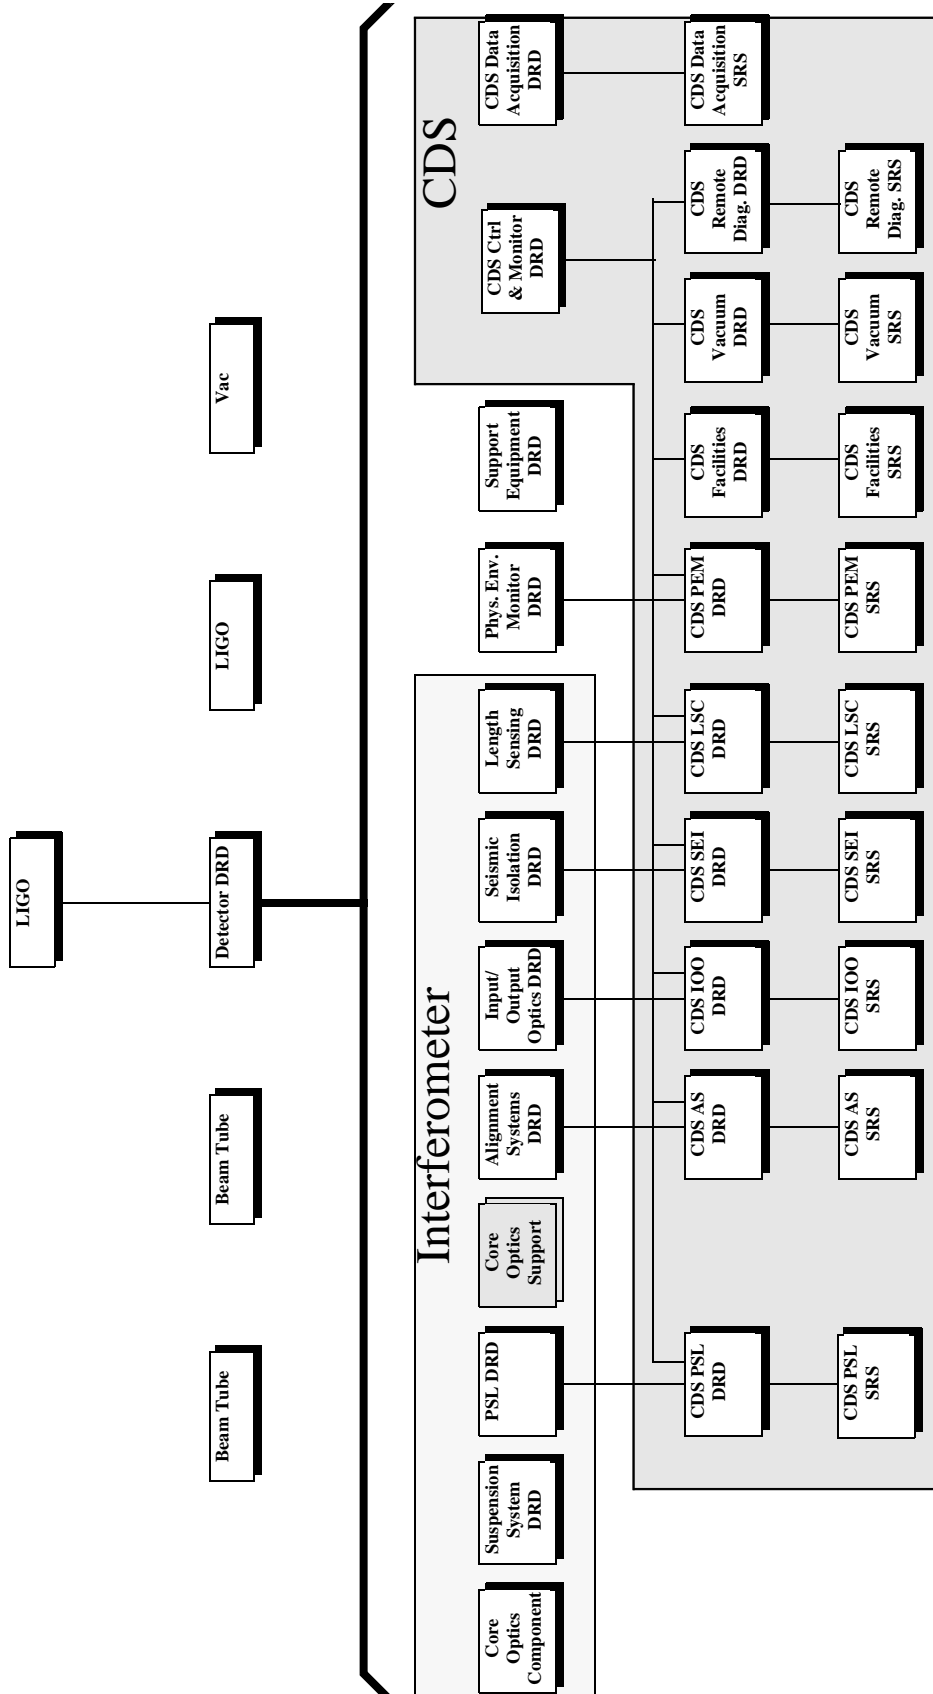 LIGO
Beam Tube
Beam Tube
Detector DRD
LIGO
Vac
Interferometer
CDS
Core
Optics
Component
Suspension
System
DRD
PSL DRD
Core
Optics
Support
Alignment
Systems
DRD
Input/
Output
Optics DRD
Seismic
Isolation
DRD
Length
Sensing
DRD
Phys. Env.
Monitor
DRD
Support
Equipment
DRD
CDS Ctrl
& Monitor
DRD
CDS Data
Acquisition
DRD
CDS PSL
DRD
CDS AS
DRD
CDS IOO
DRD
CDS SEI
DRD
CDS LSC
DRD
CDS PEM
DRD
CDS
Facilities
DRD
CDS
Vacuum
DRD
CDS
Remote
Diag. DRD
CDS Data
Acquisition
SRS
CDS PSL
SRS
CDS AS
SRS
CDS IOO
SRS
CDS SEI
SRS
CDS LSC
SRS
CDS PEM
SRS
CDS
Facilities
SRS
CDS
Vacuum
SRS
CDS
Remote
Diag. SRS